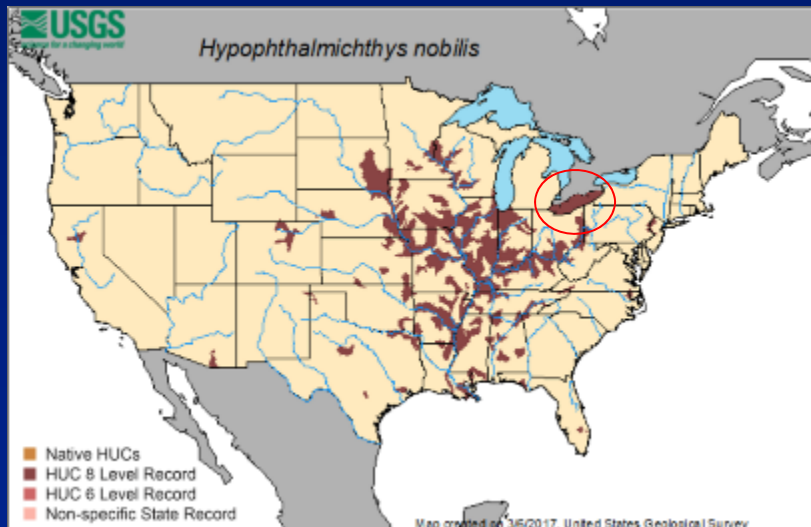 USGS
science for a changing world
Hypophthalmichthys nobilis
Native HUCs
HUC 8 Level Record
HUC 6 Level Record
Non-specific State Record
Map created on 3/6/2017. United States Geological Survey